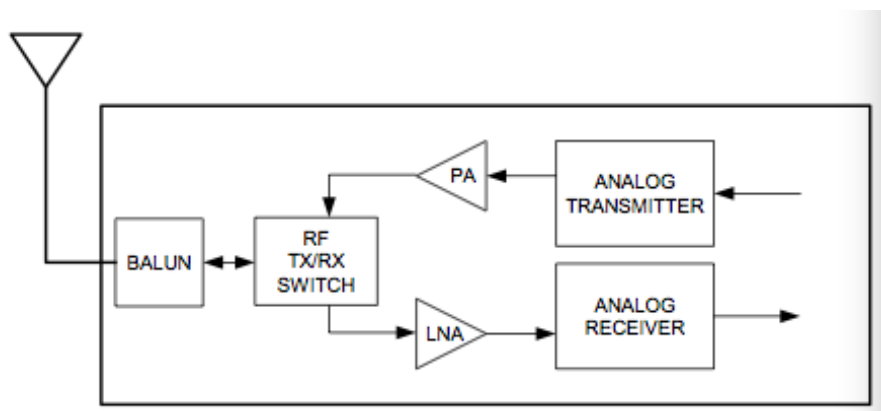 PA
ANALOG
TRANSMITTER
BALUN
RF
TX/RX
SWITCH
LNA
ANALOG
RECEIVER